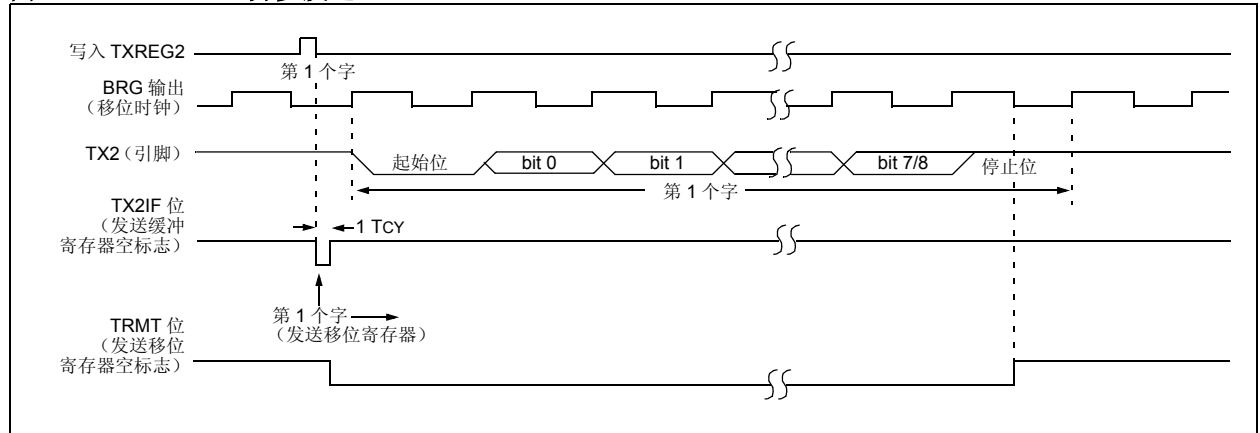 写入 TXREG2
第 1 个字
BRG 输出
（移位时钟）
TX2（引脚）
起始位
bit 0
bit 1
bit 7/8
停止位
第 1 个字
TX2IF 位
（发送缓冲
寄存器空标志）
1 TCY
第 1 个字
（发送移位寄存器）
TRMT 位
（发送移位
寄存器空标志）